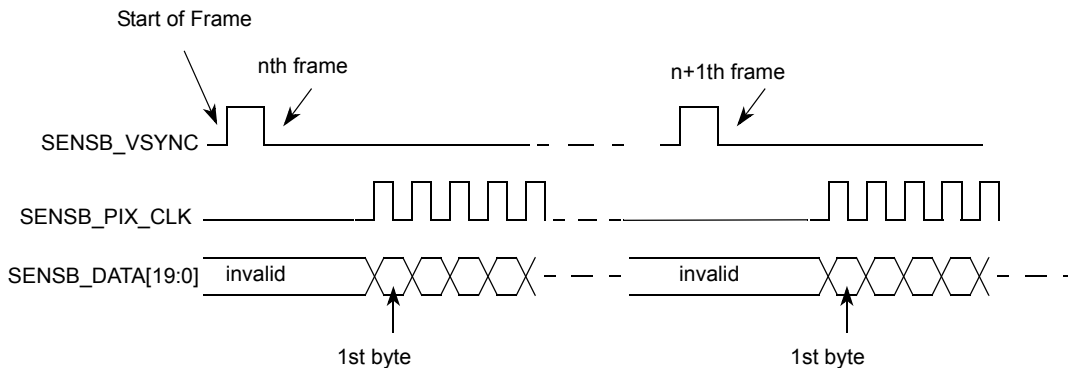 Start of Frame
nth frame
n+1th frame
SENSB_VSYNC
SENSB_PIX_CLK
SENSB_DATA[19:0]
invalid
invalid
1st byte
1st byte